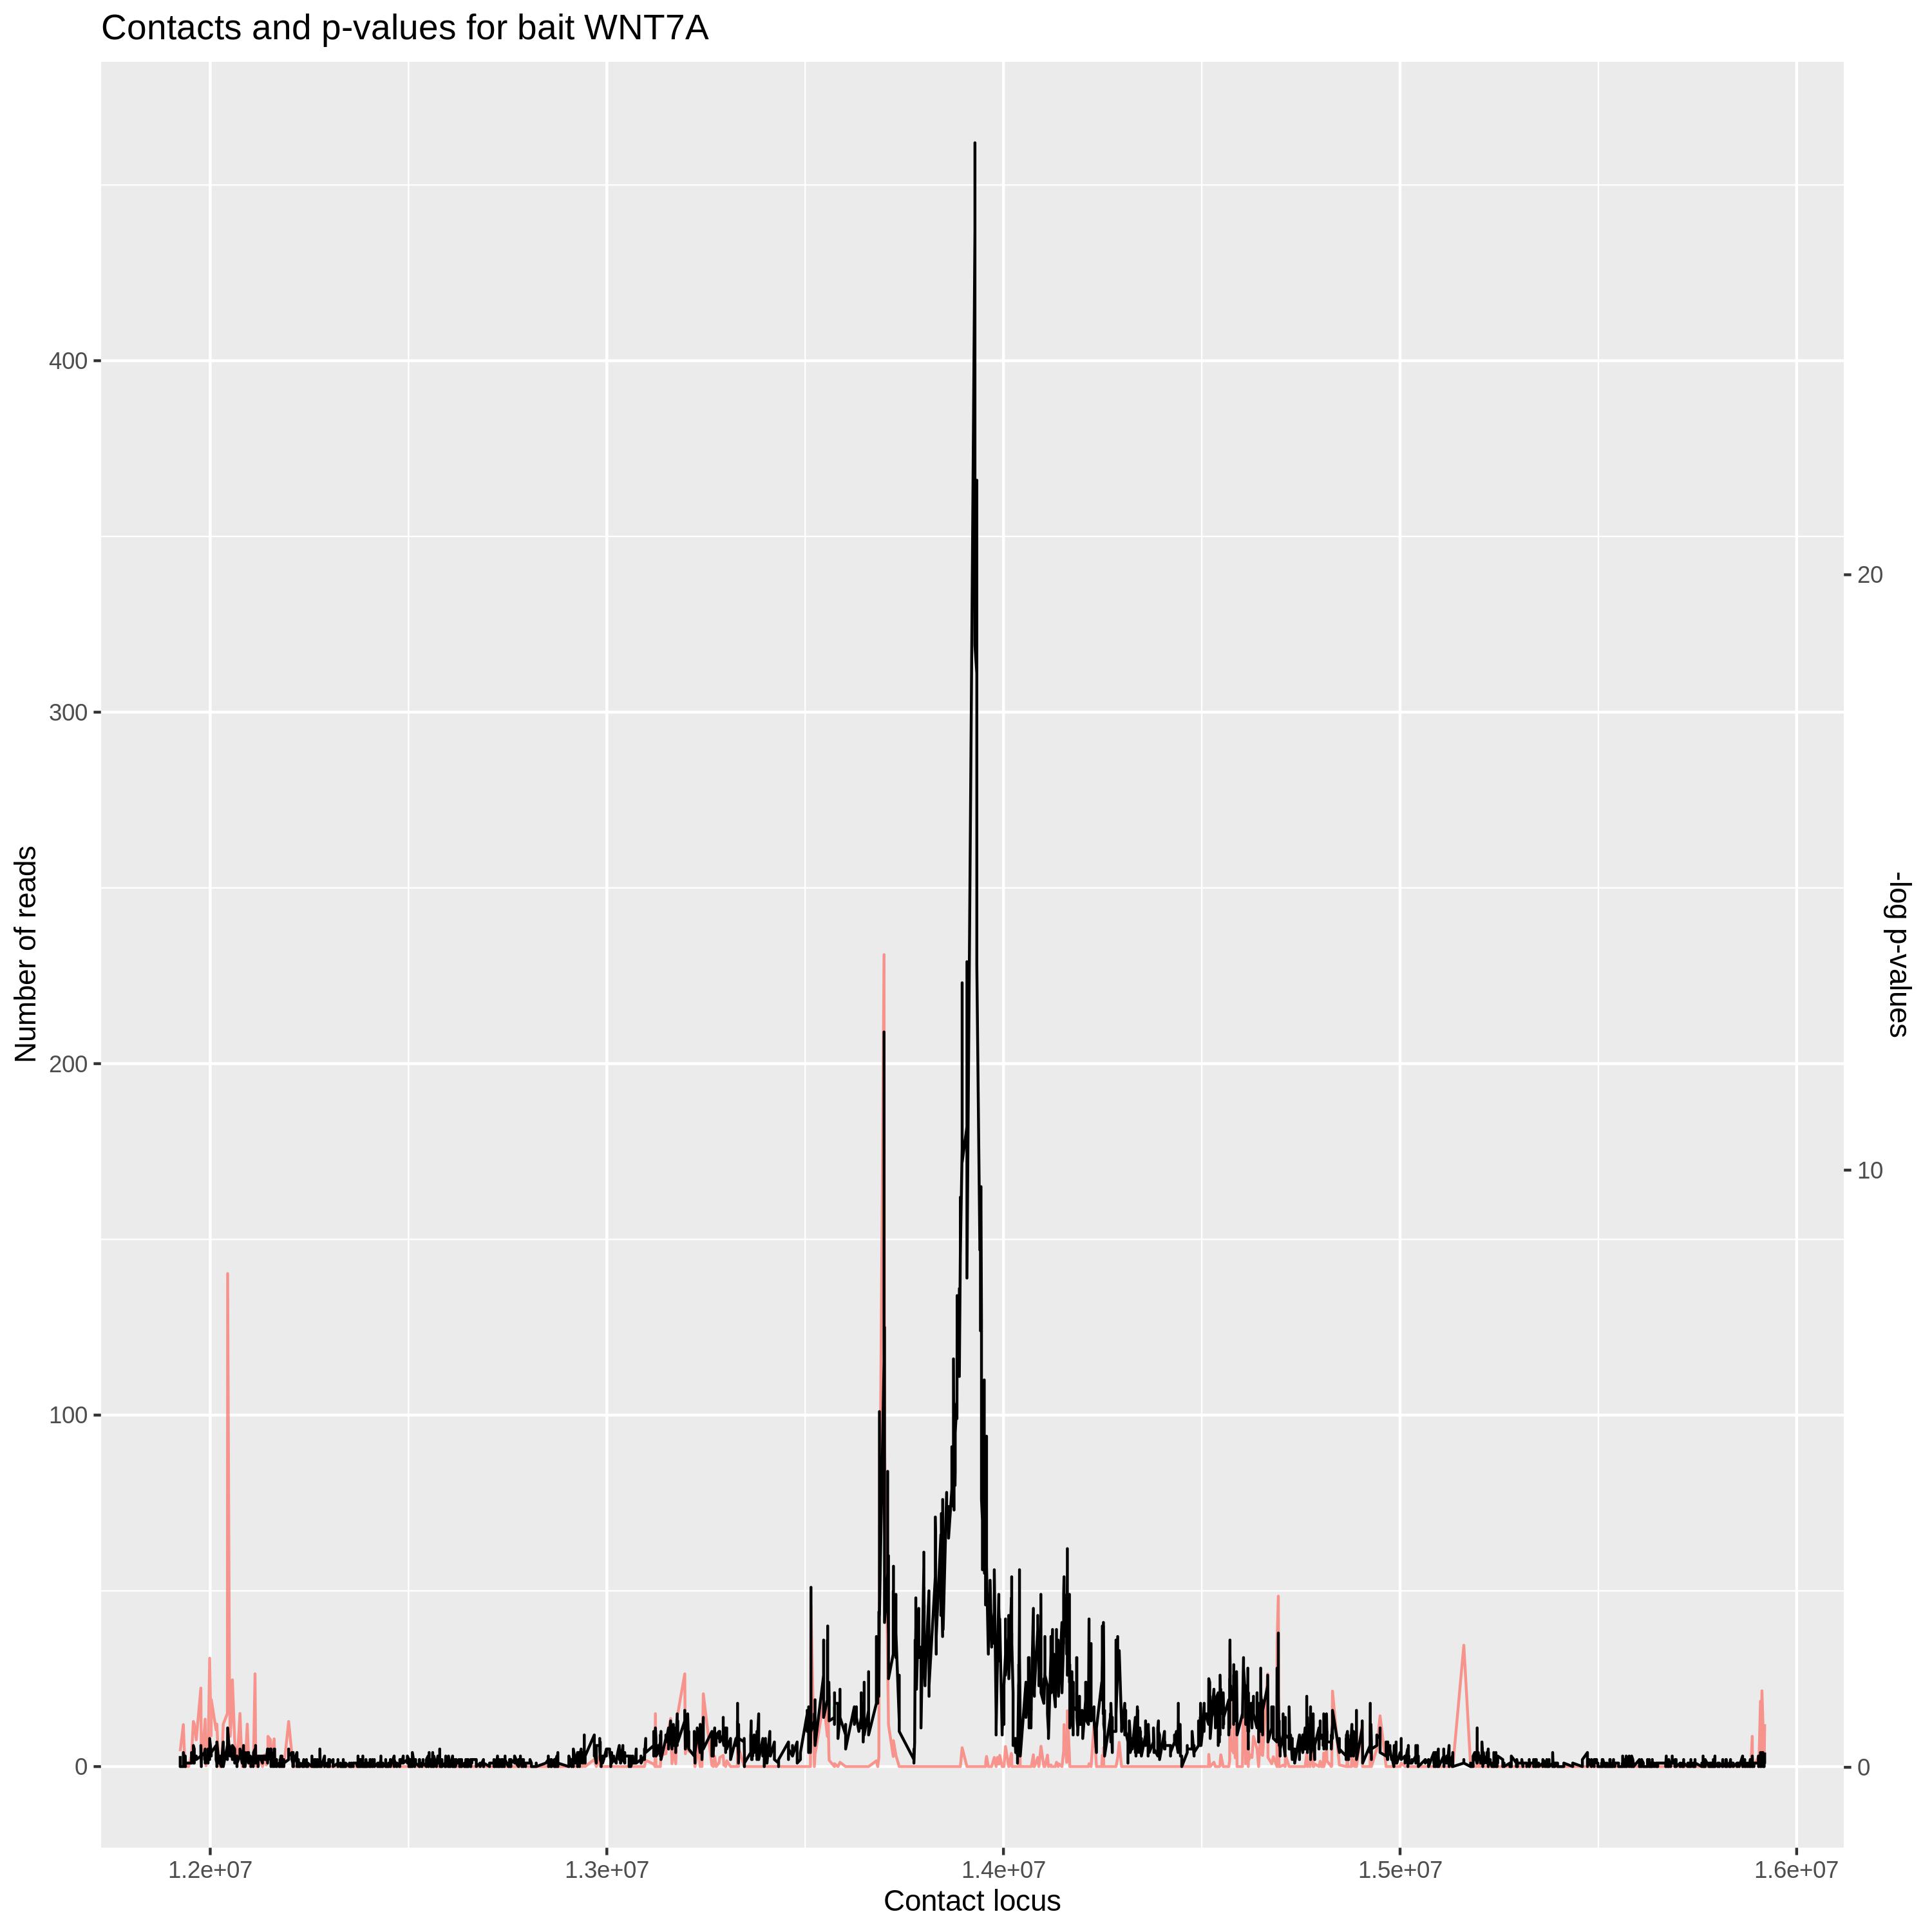 Contacts and p-values for bait WNT7A
400
300
200
100
0
Number of reads
20
10
0
-log p-values
1.2e+07
1.3e+07
1.4e+07
1.5e+07
1.6e+07
Contact locus